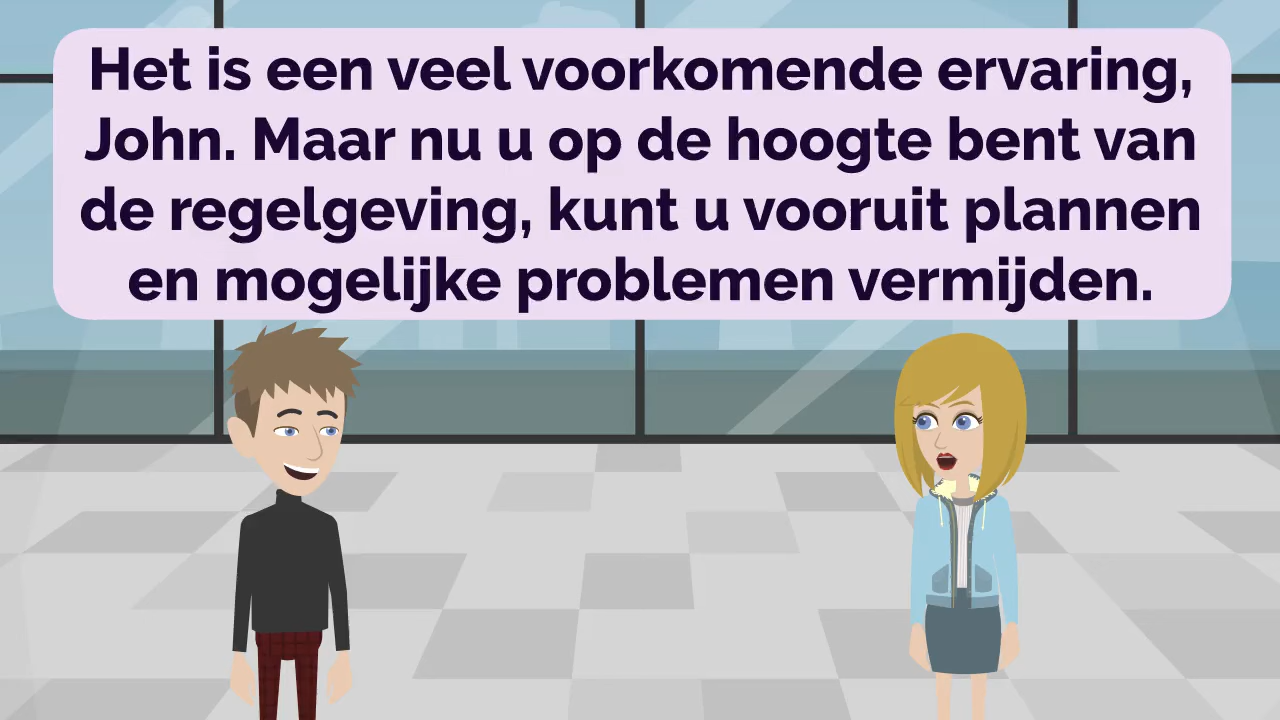 Het is een veel voorkomende ervaring,
John. Maar nu u op de hoogte bent van
de regelgeving, kunt u vooruit plannen
en mogelijke problemen vermijden.